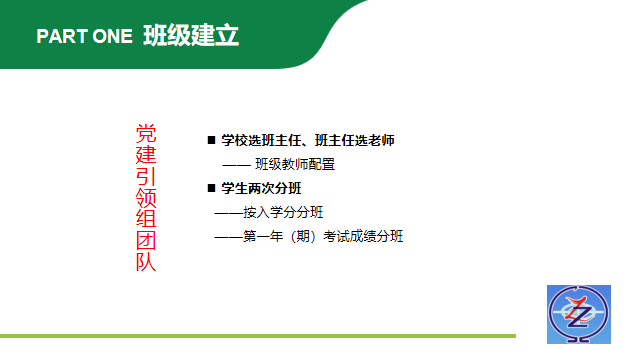 PART ONE 班级建立
党建引领组团队
■ 学校选班主任、班主任选老师
—— 班级教师配置
■ 学生两次分班
——按入学分分班
——第一年（期）考试成绩分班